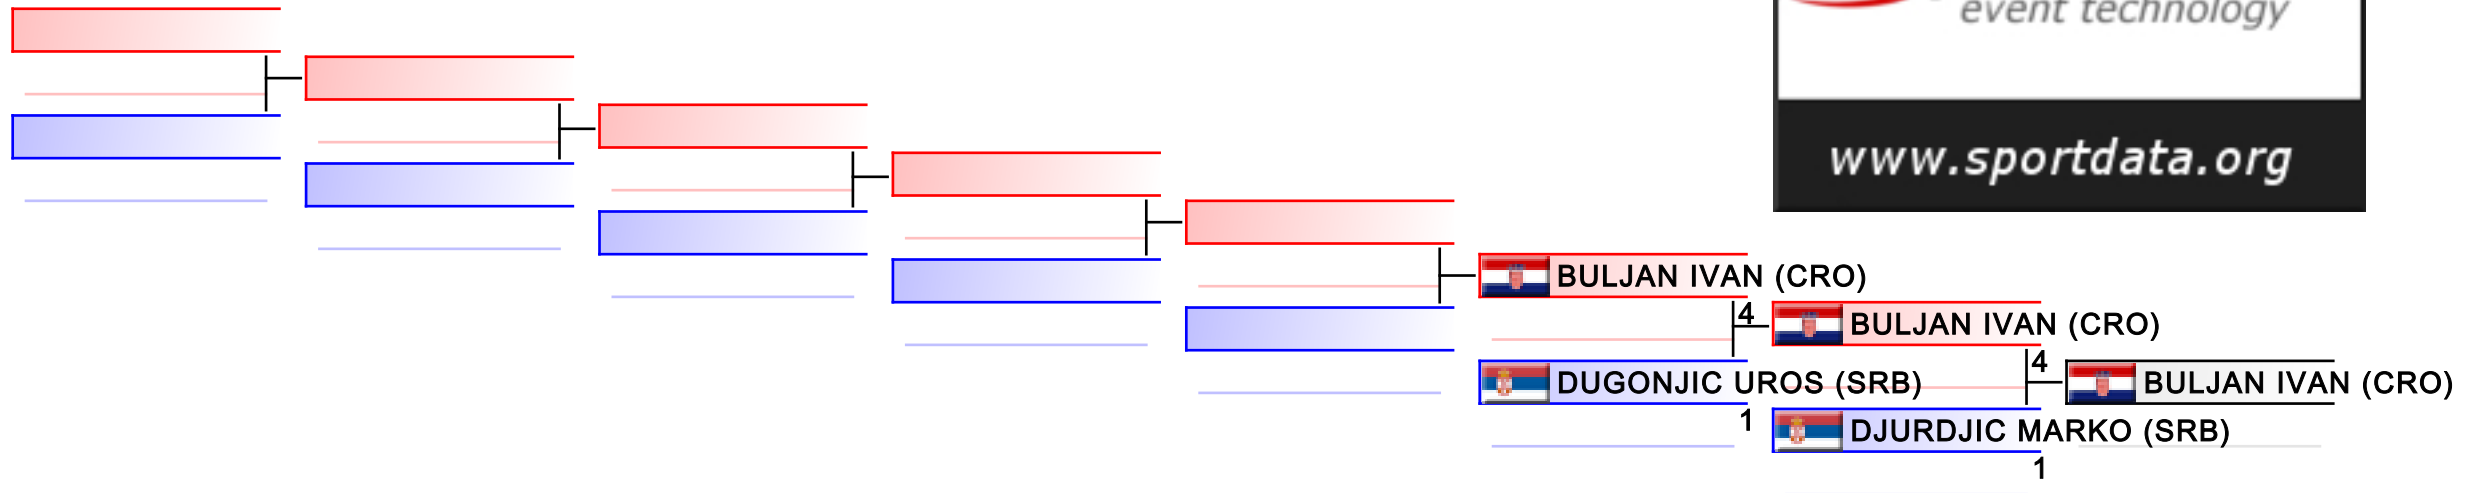 event technology
www.sportdata.org
BULJAN IVAN (CRO)
4
BULJAN IVAN (CRO)
4
DUGONJIC UROS (SRB)
BULJAN IVAN (CRO)
1
DJURDJIC MARKO (SRB)
1